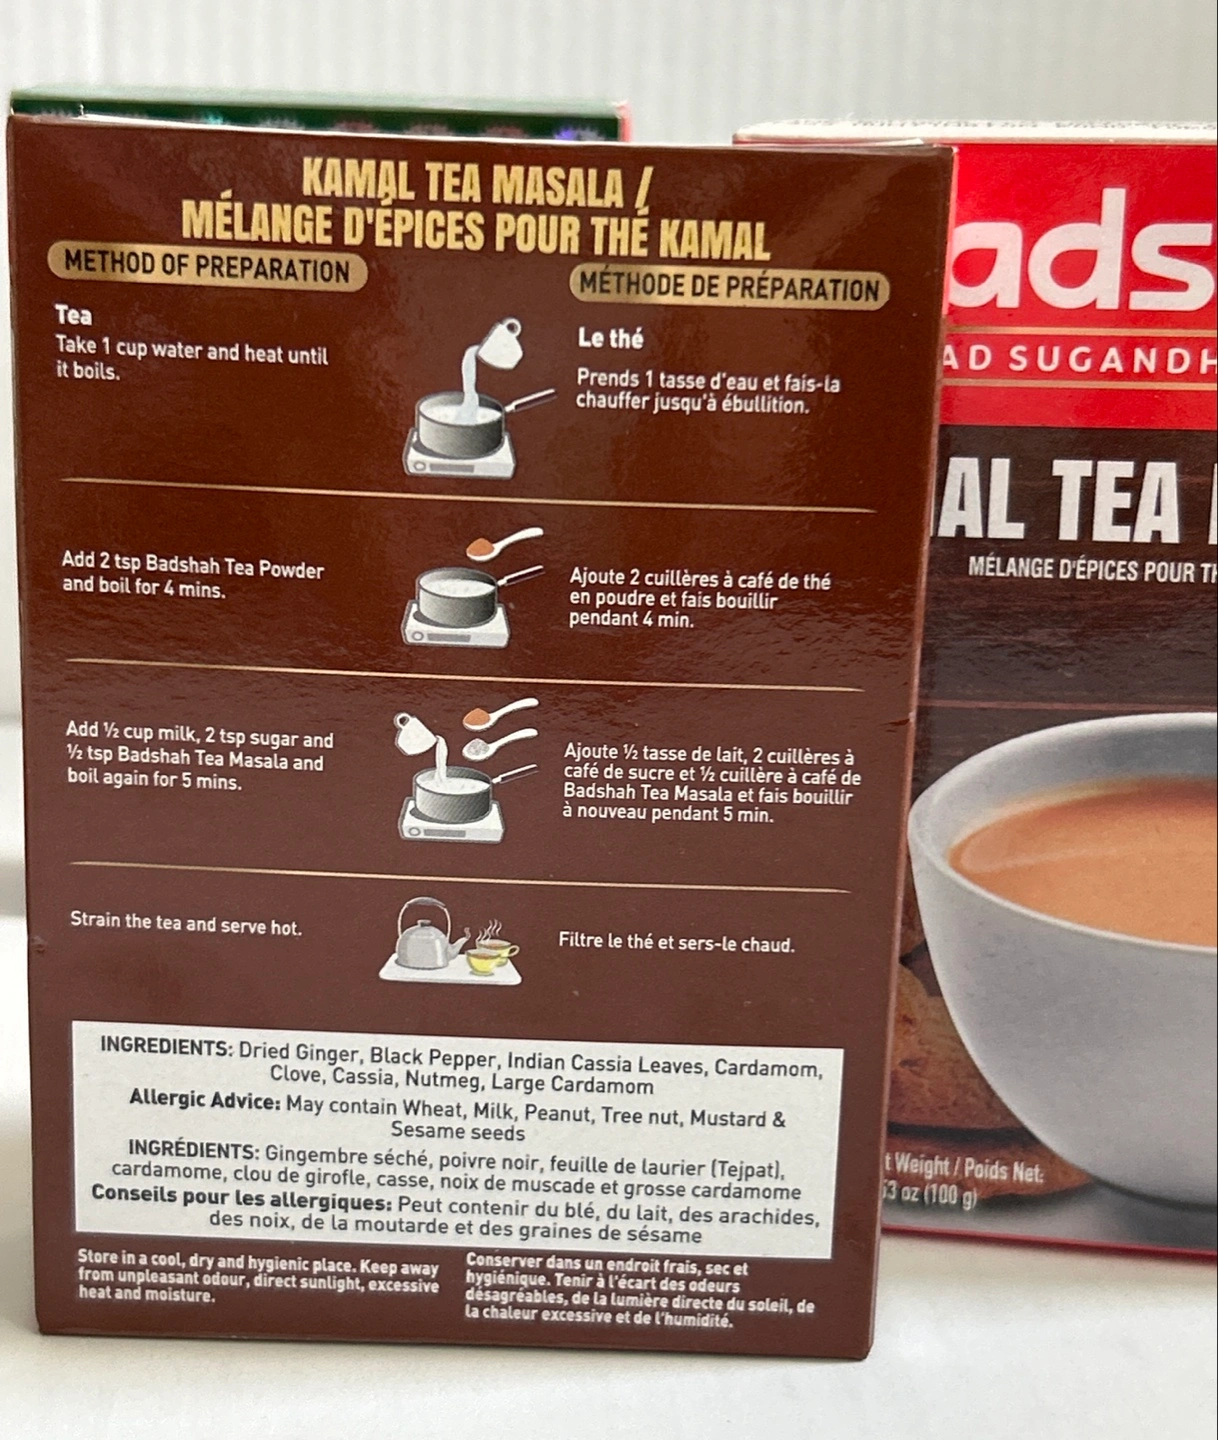 KAMAL TEA MASALA /
MÉLANGE D'ÉPICES POUR THÉ KAMAL
METHOD OF PREPARATION
Tea
Take 1 cup water and heat until
it boils.
Add 2 tsp Badshah Tea Powder
and boil for 4 mins.
Add ½ cup milk, 2 tsp sugar and
½ tsp Badshah Tea Masala and
boil again for 5 mins.
Strain the tea and serve hot.
MÉTHODE DE PRÉPARATION
Le thé
Prends 1 tasse d'eau et fais-la
chauffer jusqu'à ébullition.
Ajoute 2 cuillères à café de thé
en poudre et fais bouillir
pendant 4 min.
Ajoute ½ tasse de lait, 2 cuillères à
café de sucre et ½ cuillère à café de
Badshah Tea Masala et fais bouillir
à nouveau pendant 5 min.
Filtre le thé et sers-le chaud.
INGREDIENTS: Dried Ginger, Black Pepper, Indian Cassia Leaves, Cardamom,
Clove, Cassia, Nutmeg, Large Cardamom
Allergic Advice: May contain Wheat, Milk, Peanut, Tree nut, Mustard &
Sesame seeds
INGRÉDIENTS: Gingembre séché, poivre noir, feuille de laurier (Tejpat),
cardamome, clou de girofle, casse, noix de muscade et grosse cardamome
Conseils pour les allergiques: Peut contenir du blé, du lait, des arachides,
des noix, de la moutarde et des graines de sésame
Store in a cool, dry and hygienic place. Keep away
from unpleasant odour, direct sunlight, excessive
heat and moisture.
Conserver dans un endroit frais, sec et
hygiénique. Tenir à l'écart des odeurs
désagréables, de la lumière directe du soleil, de
la chaleur excessive et de l'humidité.
ads
AD SUGANDH
AL TEA
MÉLANGE D'ÉPICES POUR TH
t Weight / Poids Net:
53 oz (100 g)